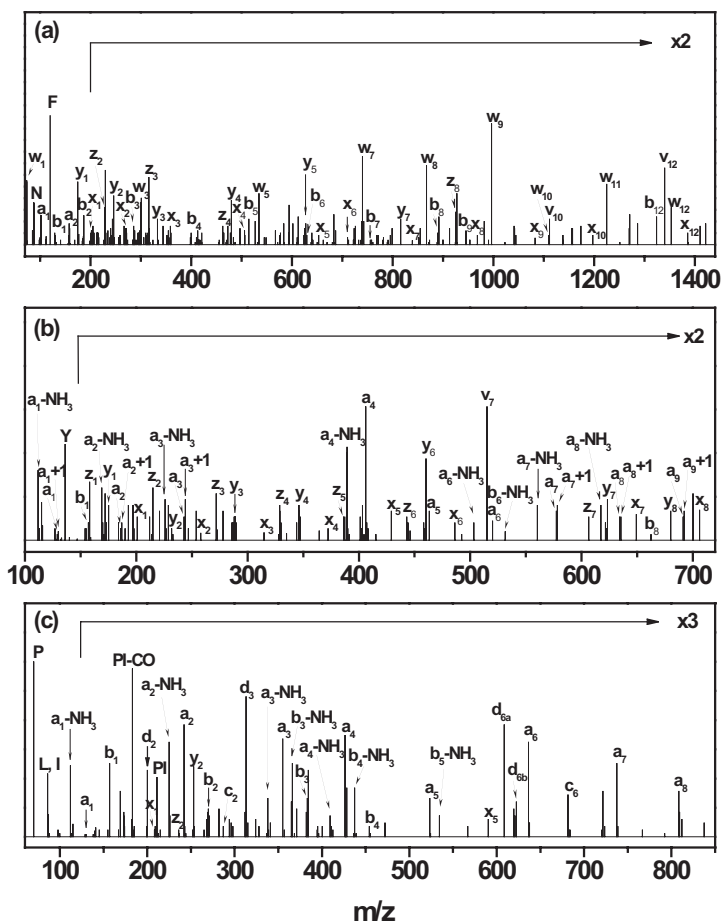 (a)
x2
F
w₁
N
a₁
b₁
a₂
y₁
b₂
z₂
x₁
y₂
x₂
b₃
w₃
z₃
y₃
x₃
b₄
z₄
y₄
x₄
b₅
w₅
y₅
b₆
x₅
x₆
w₇
b₇
y₇
x₇
w₈
b₈
z₈
b₉
x₈
w₉
x₉
w₁₀
v₁₀
x₁₀
w₁₁
b₁₂
v₁₂
w₁₂
x₁₂
200 400 600 800 1000 1200 1400
(b)
x2
a₁-NH₃
a₁+1
a₁
Y
b₁
z₁
a₂-NH₃
y₁
a₂
a₂+1
x₁
z₂
a₃-NH₃
a₃
y₂
a₃+1
x₂
z₃
y₃
x₃
z₄
y₄
x₄
z₅
a₄-NH₃
a₄
x₅
z₆
y₆
a₅
x₆
a₆-NH₃
v₇
a₆
b₆-NH₃
a₇-NH₃
a₇
a₇+1
z₇
a₈-NH₃
y₇
a₈
a₈+1
x₇
b₈
y₈
a₉
a₉+1
x₈
100 200 300 400 500 600 700
(c)
x3
P
L, I
a₁-NH₃
a₁
b₁
PI-CO
d₂
x₁
PI
a₂-NH₃
z₂
a₂
y₂
b₂
c₂
d₃
a₃-NH₃
a₃
b₃-NH₃
b₃
a₄-NH₃
a₄
b₄-NH₃
b₄
a₅
b₅-NH₃
x₅
d₆ₐ
d₆b
a₆
c₆
a₇
a₈
100 200 300 400 500 600 700 800
m/z